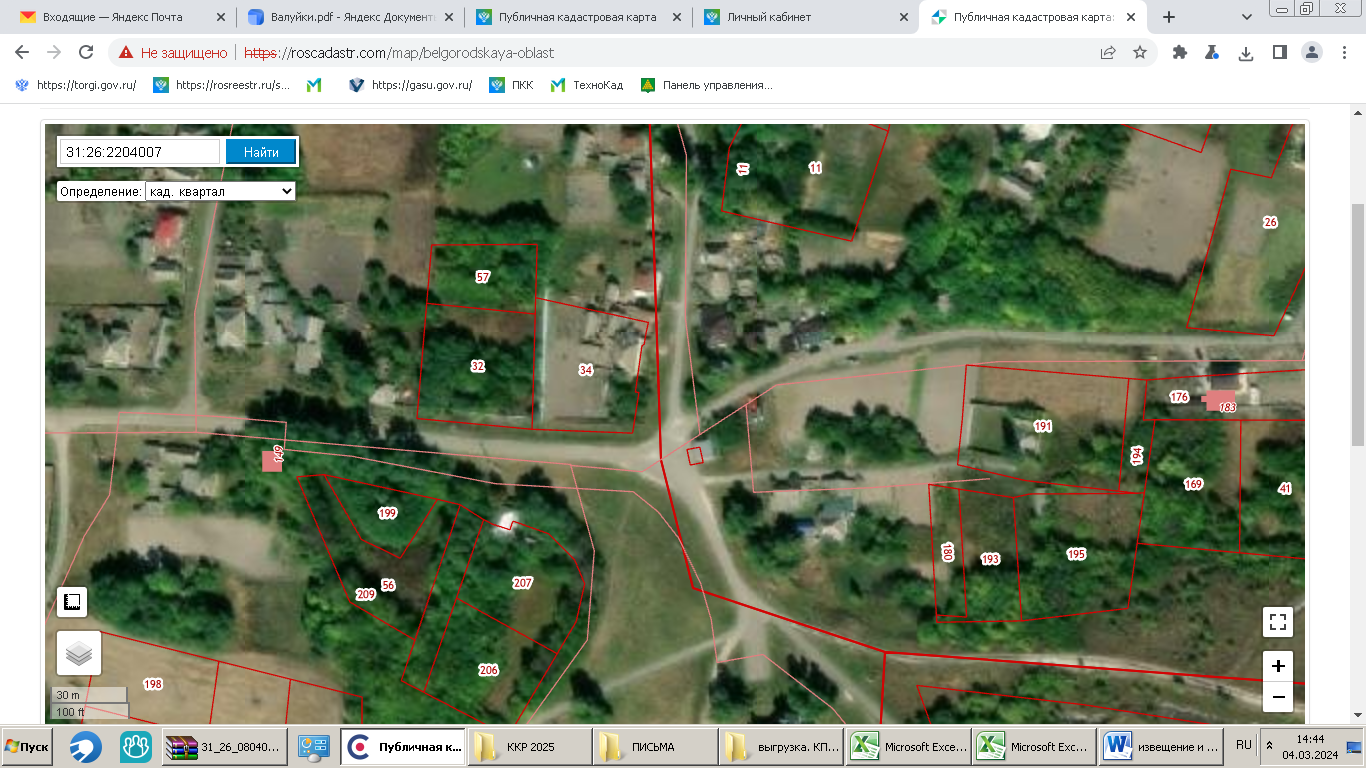 Входящие — Яндекс Почта
Валуйки.pdf - Яндекс Документ
Публичная кадастровая карта
Личный кабинет
Публичная кадастровая карта:
Не защищено
https://roscadastr.com/map/belgorodskaya-oblast
https://torgi.gov.ru/
https://rosreestr.ru/s...
https://gasu.gov.ru/
ПКК
ТехноКад
Панель управления...
31:26:2204007
Найти
Определение:
кад. квартал
11
11
26
57
32
34
176
183
191
194
169
41
149
199
180
193
195
56
209
207
206
198
30 m
100 ft
+
−
Пуск
31_26_08040...
Публичная к...
ККР 2025
ПИСЬМА
выгрузка. КП...
Microsoft Exce...
Microsoft Exc...
извещение и ...
RU
14:44
04.03.2024